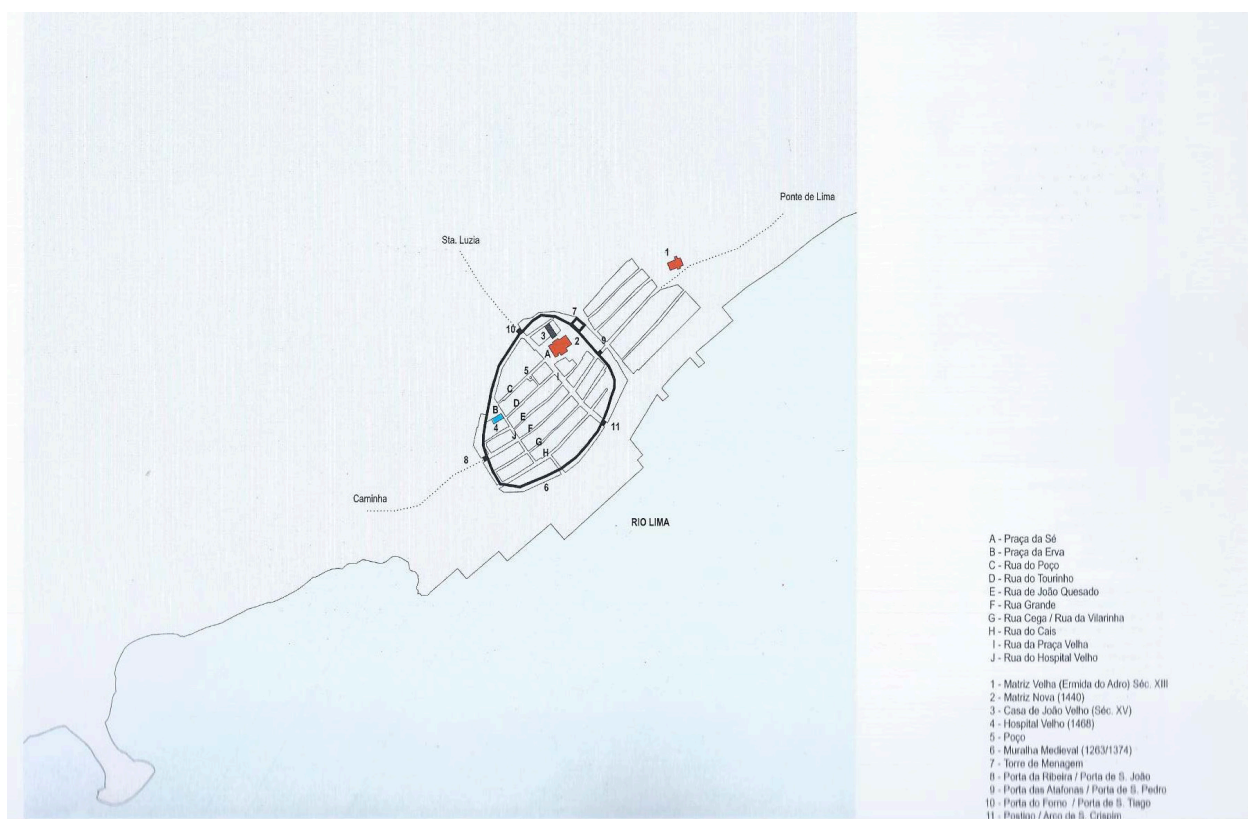 Ponte de Lima
Sta. Luzia
1
7
10
3
2
9
A
5
I
C
D
B
E
4
F
J
11
G
8
H
6
Caminha
RIO LIMA
A - Praça da Sé
B - Praça da Erva
C - Rua do Poço
D - Rua do Tourinho
E - Rua de João Quesado
F - Rua Grande
G - Rua Cega / Rua da Vilarinha
H - Rua do Cais
I - Rua da Praça Velha
J - Rua do Hospital Velho
1 - Matriz Velha (Ermida do Adro) Séc. XIII
2 - Matriz Nova (1440)
3 - Casa de João Velho (Séc. XV)
4 - Hospital Velho (1468)
5 - Poço
6 - Muralha Medieval (1263/1374)
7 - Torre de Menagem
8 - Porta da Ribeira / Porta de S. João
9 - Porta das Atafonas / Porta de S. Pedro
10 - Porta do Forno / Porta de S. Tiago
11 - Postigo / Arco de S. Crispim